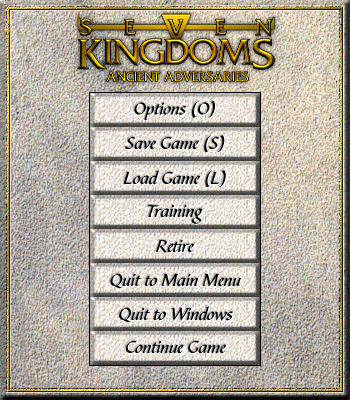 SEVEN
KINGDOMS
ANCIENT ADVERSARIES
Options (O)
Save Game (S)
Load Game (L)
Training
Retire
Quit to Main Menu
Quit to Windows
Continue Game